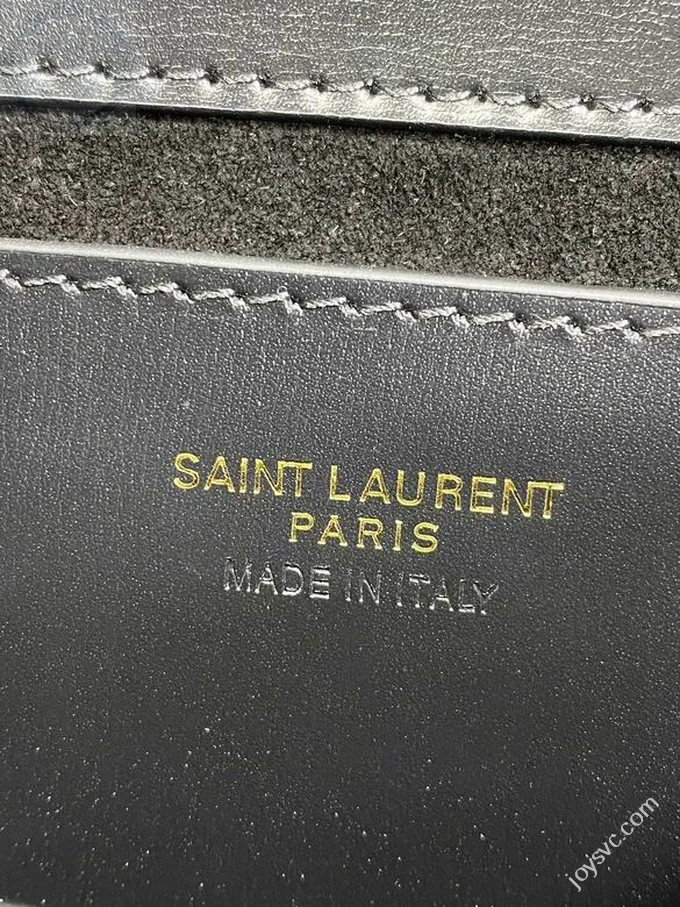 SAINT LAURENT
PARIS
MADE IN ITALY
joysvc.com